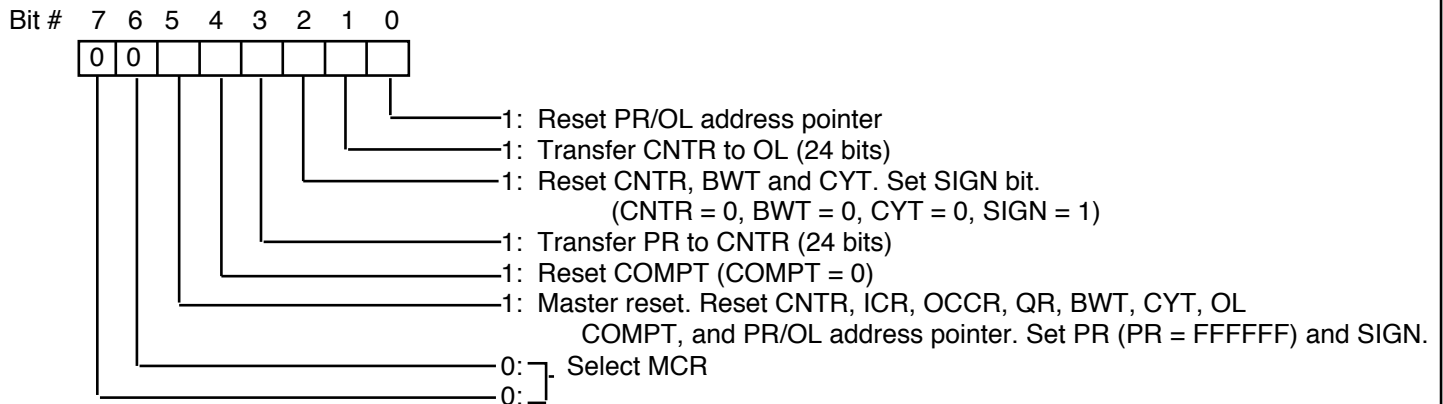 Bit # 7 6 5 4 3 2 1 0
0 0
1: Reset PR/OL address pointer
1: Transfer CNTR to OL (24 bits)
1: Reset CNTR, BWT and CYT. Set SIGN bit.
(CNTR = 0, BWT = 0, CYT = 0, SIGN = 1)
1: Transfer PR to CNTR (24 bits)
1: Reset COMPT (COMPT = 0)
1: Master reset. Reset CNTR, ICR, OCCR, QR, BWT, CYT, OL
COMPT, and PR/OL address pointer. Set PR (PR = FFFFFF) and SIGN.
0: Select MCR
0: